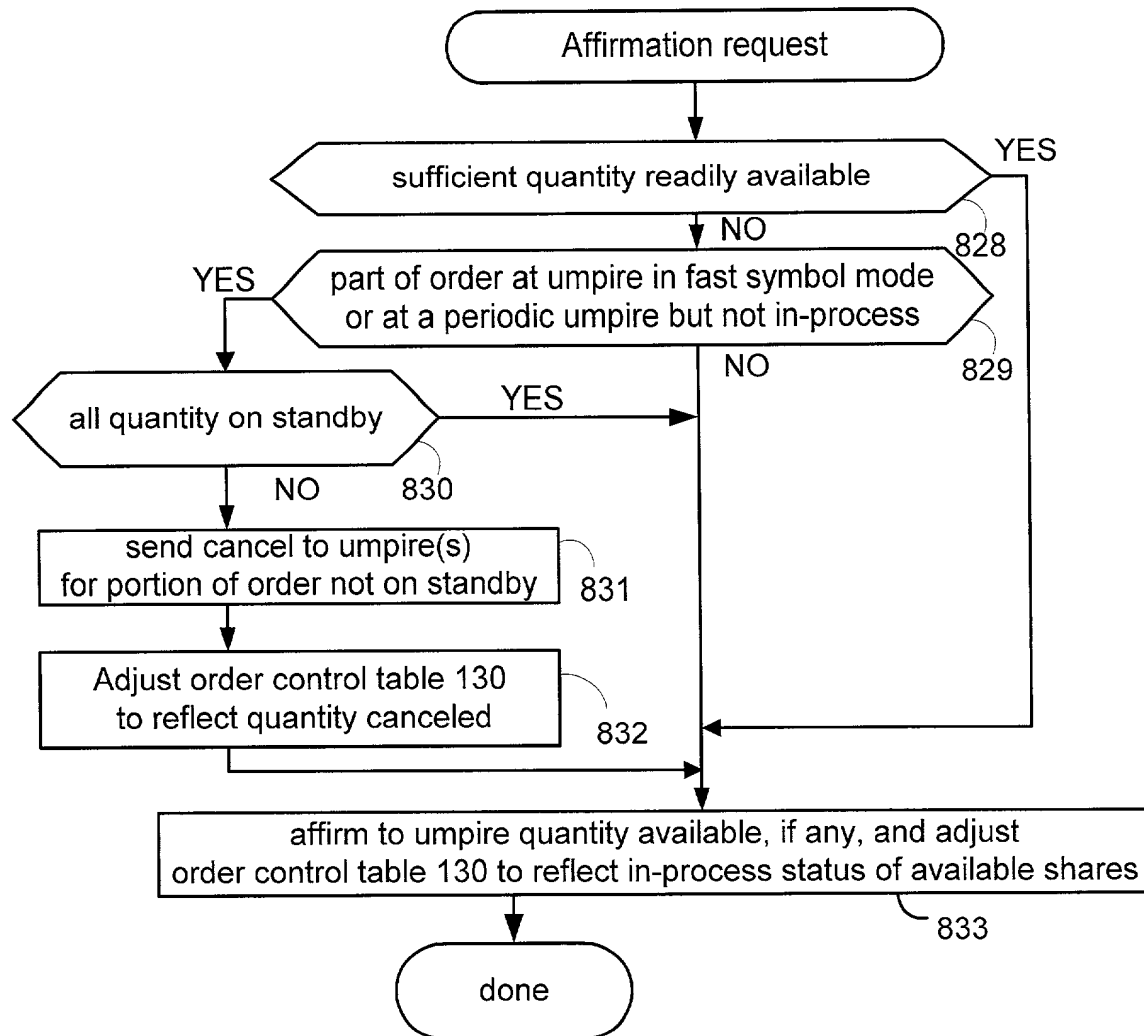 Affirmation request
sufficient quantity readily available
YES
828
NO
part of order at umpire in fast symbol mode
or at a periodic umpire but not in-process
YES
829
NO
all quantity on standby
YES
830
NO
send cancel to umpire(s)
for portion of order not on standby
831
Adjust order control table 130
to reflect quantity canceled
832
affirm to umpire quantity available, if any, and adjust
order control table 130 to reflect in-process status of available shares
833
done